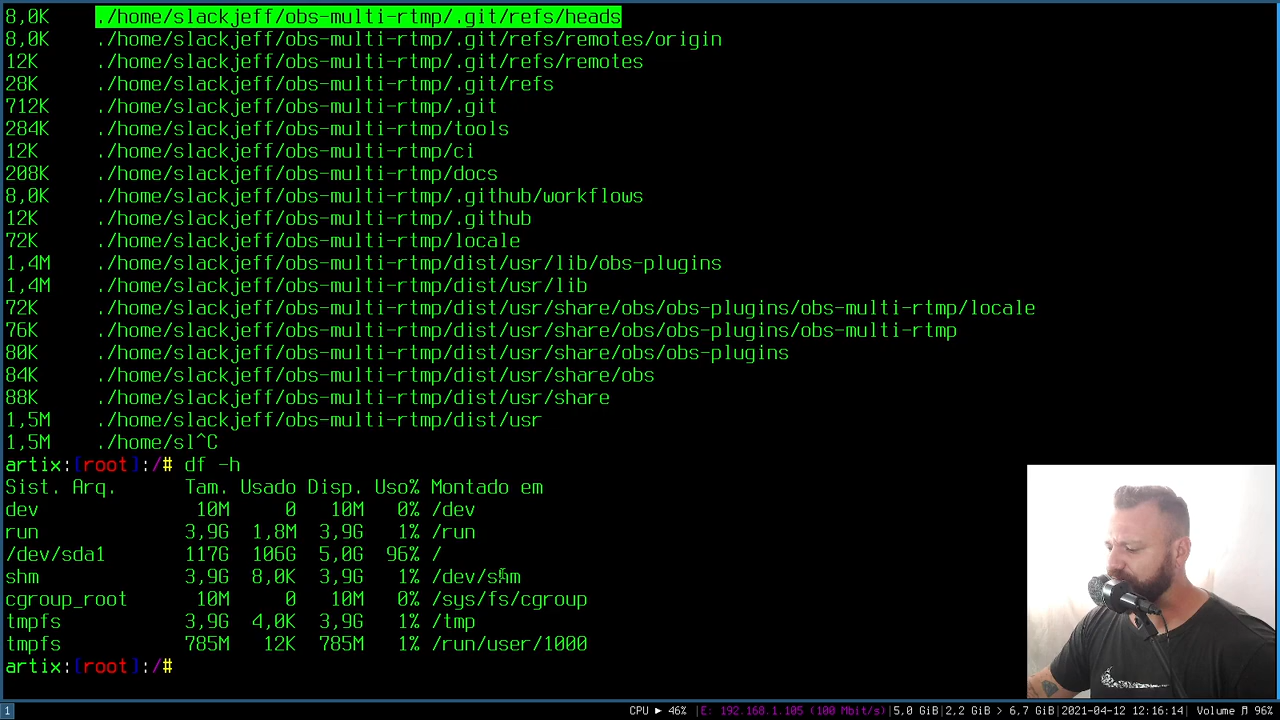 8,0K ./home/slackjeff/obs-multi-rtmp/.git/refs/heads
8,0K ./home/slackjeff/obs-multi-rtmp/.git/refs/remotes/origin
12K ./home/slackjeff/obs-multi-rtmp/.git/refs/remotes
28K ./home/slackjeff/obs-multi-rtmp/.git/refs
712K ./home/slackjeff/obs-multi-rtmp/.git
284K ./home/slackjeff/obs-multi-rtmp/tools
12K ./home/slackjeff/obs-multi-rtmp/ci
208K ./home/slackjeff/obs-multi-rtmp/docs
8,0K ./home/slackjeff/obs-multi-rtmp/.github/workflows
12K ./home/slackjeff/obs-multi-rtmp/.github
72K ./home/slackjeff/obs-multi-rtmp/locale
1,4M ./home/slackjeff/obs-multi-rtmp/dist/usr/lib/obs-plugins
1,4M ./home/slackjeff/obs-multi-rtmp/dist/usr/lib
72K ./home/slackjeff/obs-multi-rtmp/dist/usr/share/obs/obs-plugins/obs-multi-rtmp/locale
76K ./home/slackjeff/obs-multi-rtmp/dist/usr/share/obs/obs-plugins/obs-multi-rtmp
80K ./home/slackjeff/obs-multi-rtmp/dist/usr/share/obs/obs-plugins
84K ./home/slackjeff/obs-multi-rtmp/dist/usr/share/obs
88K ./home/slackjeff/obs-multi-rtmp/dist/usr/share
1,5M ./home/slackjeff/obs-multi-rtmp/dist/usr
1,5M ./home/sl^C
artix:[root]:/# df -h
Sist. Arq. Tam. Usado Disp. Uso% Montado em
dev 10M 0 10M 0% /dev
run 3,9G 1,8M 3,9G 1% /run
/dev/sda1 117G 106G 5,0G 96% /
shm 3,9G 8,0K 3,9G 1% /dev/shm
cgroup_root 10M 0 10M 0% /sys/fs/cgroup
tmpfs 3,9G 4,0K 3,9G 1% /tmp
tmpfs 785M 12K 785M 1% /run/user/1000
artix:[root]:/#
1 CPU ► 46% |E: 192.168.1.105 (100 Mbit/s)|5,0 GiB|2,2 GiB > 6,7 GiB|2021-04-12 12:16:14| Volume ♬ 96%